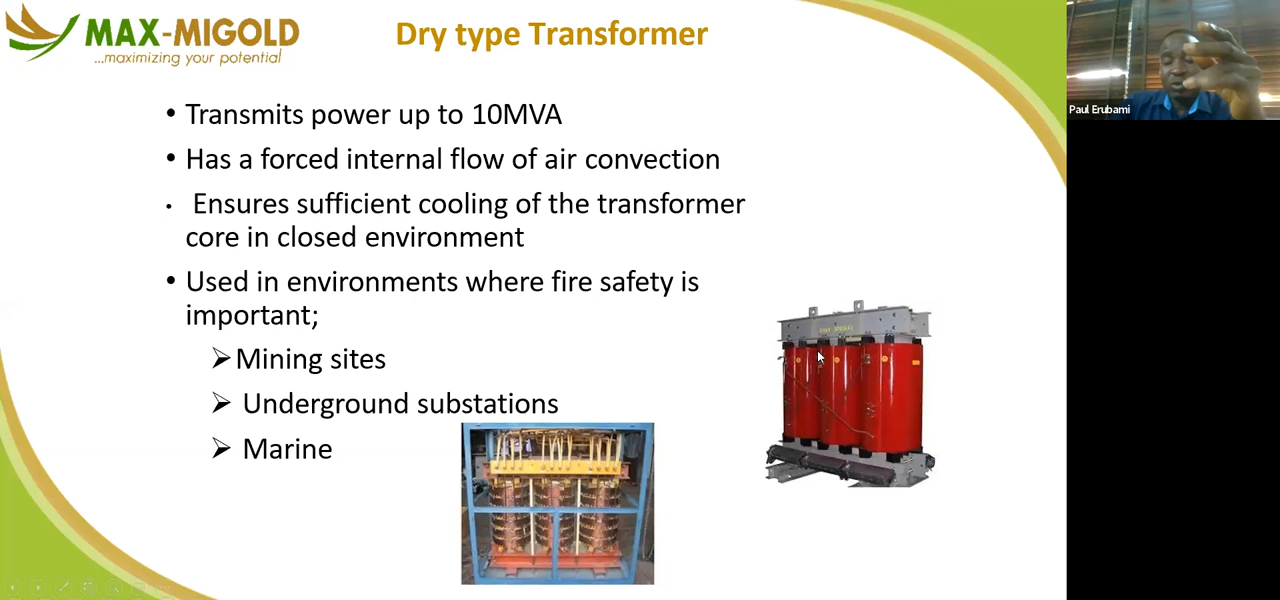 MAX-MIGOLD
...maximizing your potential
Dry type Transformer
• Transmits power up to 10MVA
• Has a forced internal flow of air convection
• Ensures sufficient cooling of the transformer
core in closed environment
• Used in environments where fire safety is
important;
➢Mining sites
➢ Underground substations
➢ Marine
Paul Erubami